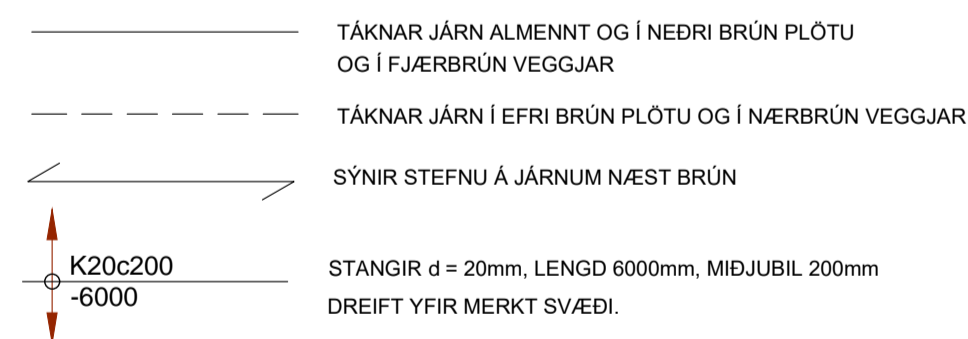 TÁKNAR JÁRN ALMENNT OG Í NEÐRI BRÚN PLÖTU
OG Í FJÆRBRÚN VEGGJAR
TÁKNAR JÁRN Í EFRI BRÚN PLÖTU OG Í NÆRBRÚN VEGGJAR
SÝNIR STEFNU Á JÁRNUM NÆST BRÚN
K20c200
-6000
STANGIR d = 20mm, LENGD 6000mm, MIÐJUBIL 200mm
DREIFT YFIR MERKT SVÆÐI.